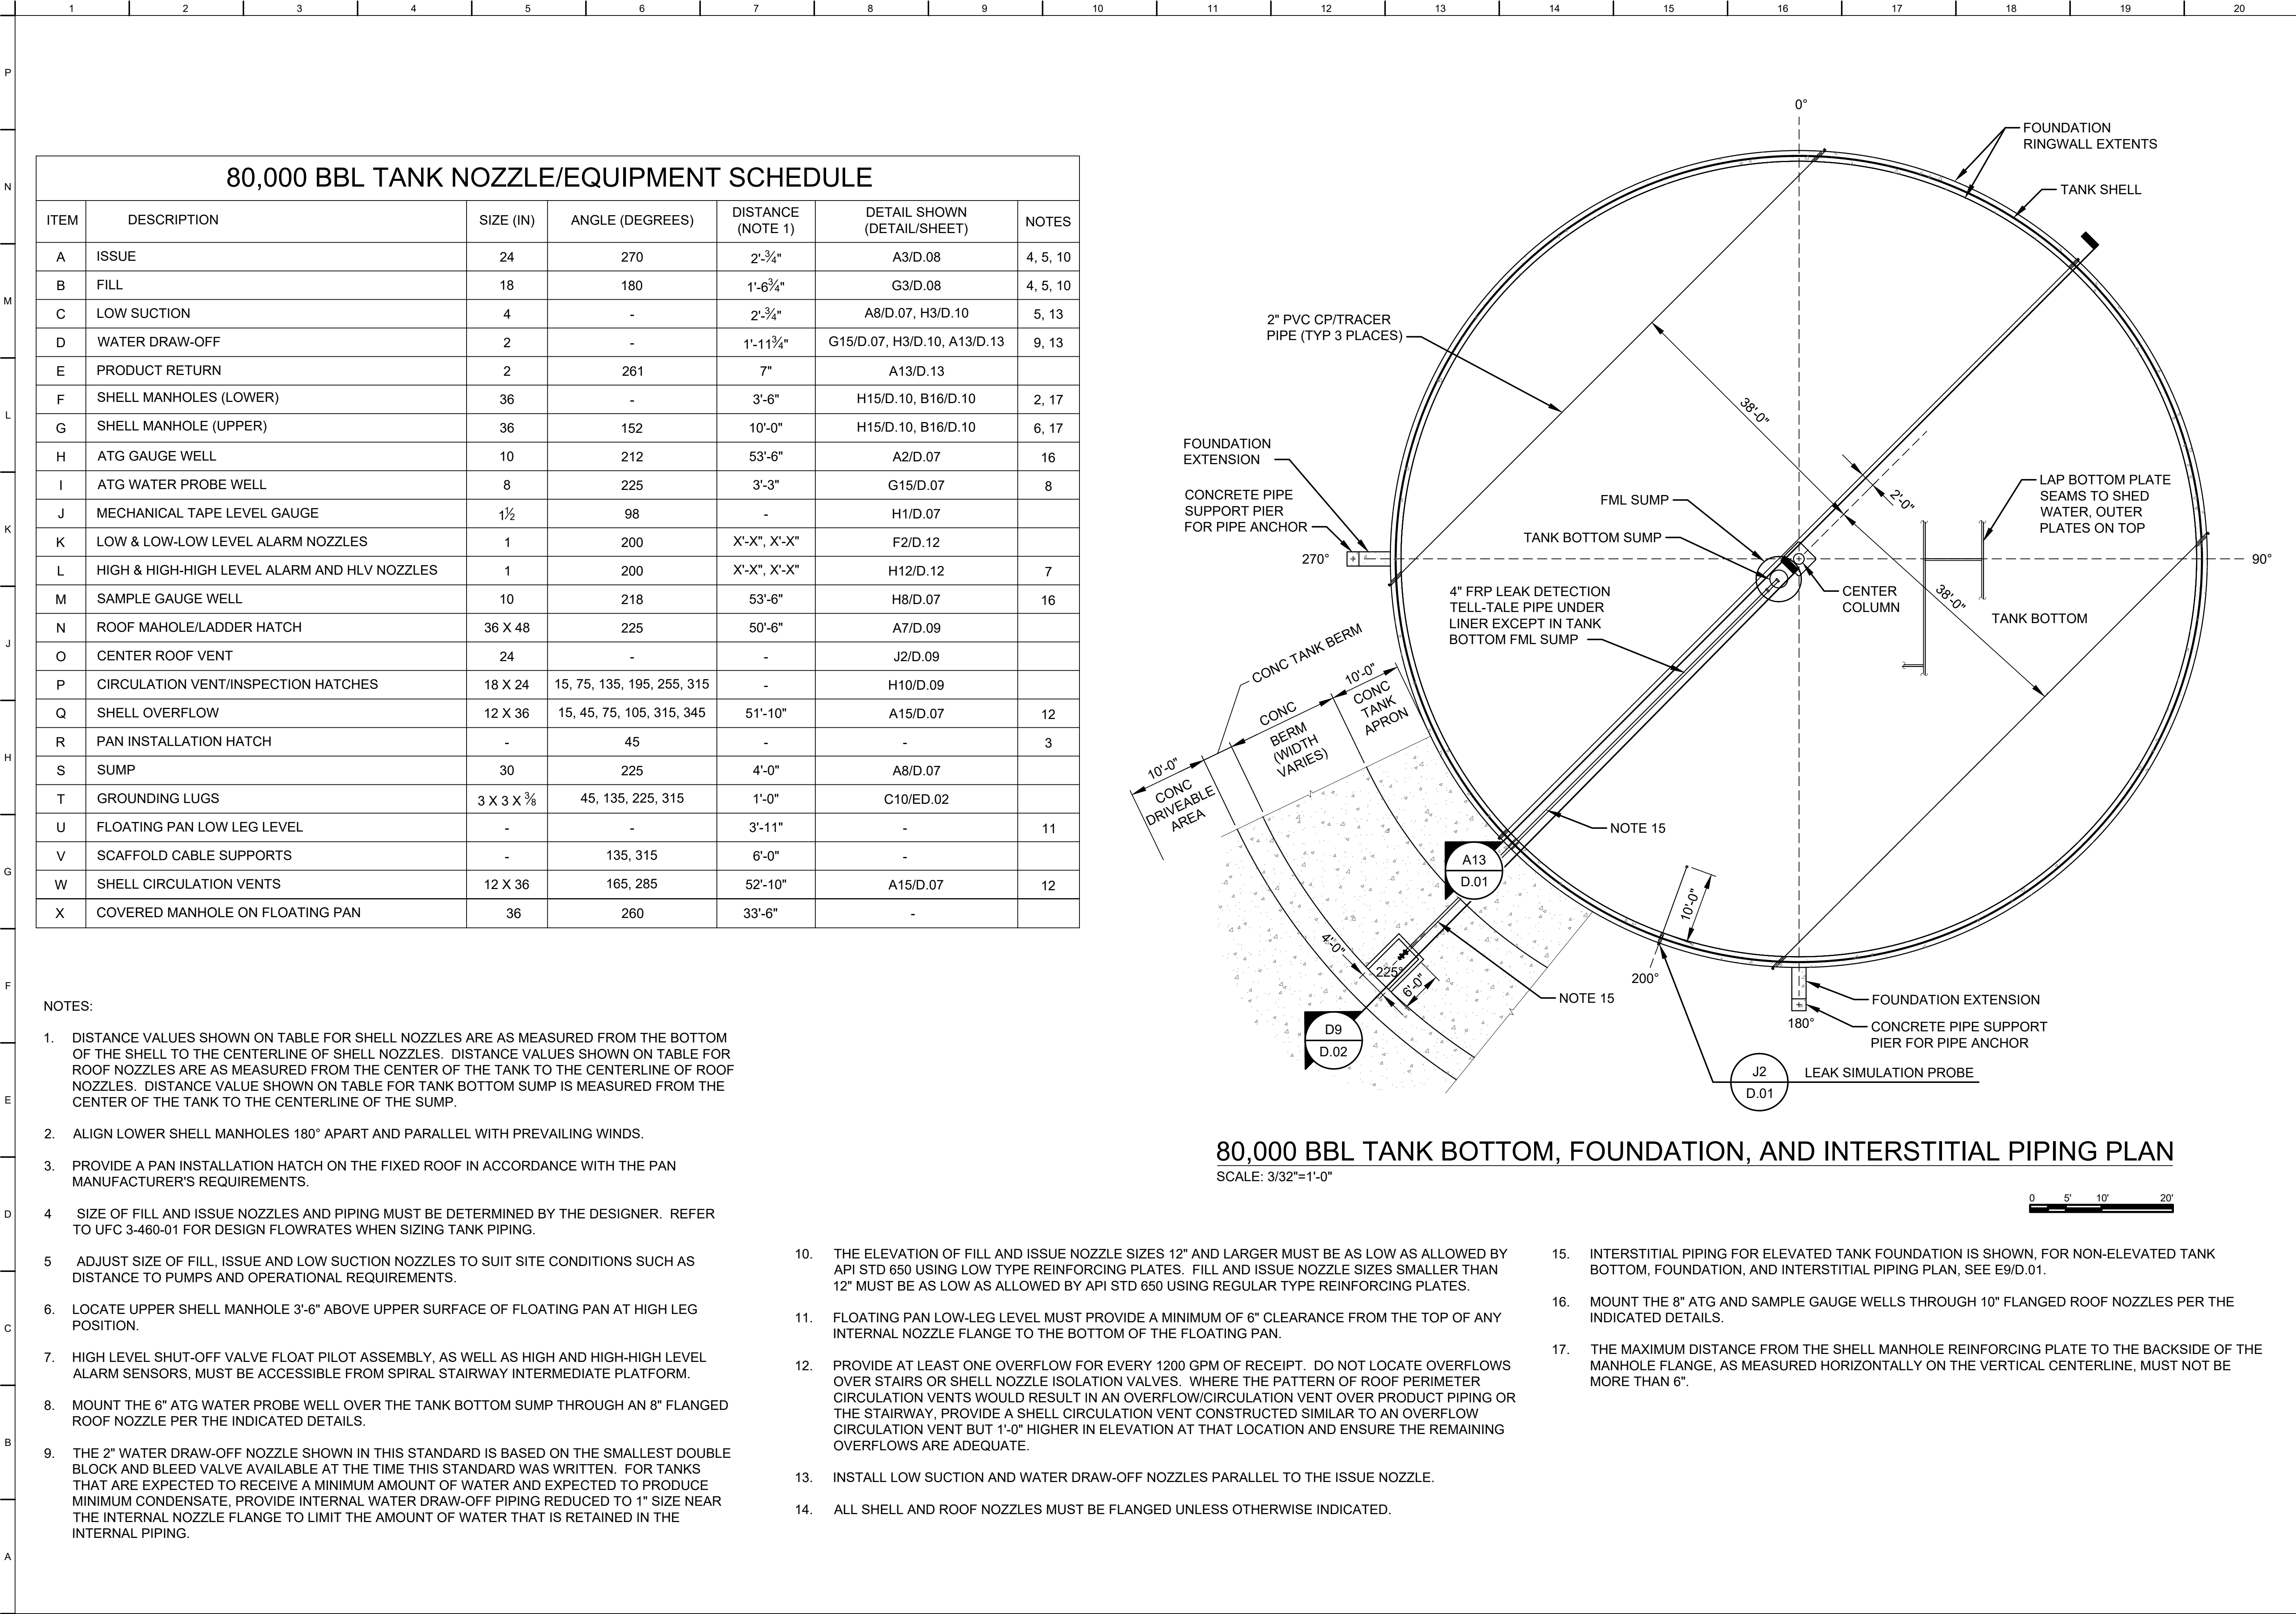 1 2 3 4 5 6 7 8 9 10 11 12 13 14 15 16 17 18 19 20
P
N
M
L
K
J
H
G
F
E
D
C
B
A
80,000 BBL TANK NOZZLE/EQUIPMENT SCHEDULE
ITEM DESCRIPTION SIZE (IN) ANGLE (DEGREES) DISTANCE (NOTE 1) DETAIL SHOWN (DETAIL/SHEET) NOTES
A ISSUE 24 270 2'-¾" A3/D.08 4, 5, 10
B FILL 18 180 1'-6¾" G3/D.08 4, 5, 10
C LOW SUCTION 4 - 2'-¾" A8/D.07, H3/D.10 5, 13
D WATER DRAW-OFF 2 - 1'-11¾" G15/D.07, H3/D.10, A13/D.13 9, 13
E PRODUCT RETURN 2 261 7" A13/D.13
F SHELL MANHOLES (LOWER) 36 - 3'-6" H15/D.10, B16/D.10 2, 17
G SHELL MANHOLE (UPPER) 36 152 10'-0" H15/D.10, B16/D.10 6, 17
H ATG GAUGE WELL 10 212 53'-6" A2/D.07 16
I ATG WATER PROBE WELL 8 225 3'-3" G15/D.07 8
J MECHANICAL TAPE LEVEL GAUGE 1½ 98 - H1/D.07
K LOW & LOW-LOW LEVEL ALARM NOZZLES 1 200 X'-X", X'-X" F2/D.12
L HIGH & HIGH-HIGH LEVEL ALARM AND HLV NOZZLES 1 200 X'-X", X'-X" H12/D.12 7
M SAMPLE GAUGE WELL 10 218 53'-6" H8/D.07 16
N ROOF MAHOLE/LADDER HATCH 36 X 48 225 50'-6" A7/D.09
O CENTER ROOF VENT 24 - - J2/D.09
P CIRCULATION VENT/INSPECTION HATCHES 18 X 24 15, 75, 135, 195, 255, 315 - H10/D.09
Q SHELL OVERFLOW 12 X 36 15, 45, 75, 105, 315, 345 51'-10" A15/D.07 12
R PAN INSTALLATION HATCH - 45 - - 3
S SUMP 30 225 4'-0" A8/D.07
T GROUNDING LUGS 3 X 3 X ⅜ 45, 135, 225, 315 1'-0" C10/ED.02
U FLOATING PAN LOW LEG LEVEL - - 3'-11" - 11
V SCAFFOLD CABLE SUPPORTS - 135, 315 6'-0" -
W SHELL CIRCULATION VENTS 12 X 36 165, 285 52'-10" A15/D.07 12
X COVERED MANHOLE ON FLOATING PAN 36 260 33'-6" -
0°
FOUNDATION
RINGWALL EXTENTS
TANK SHELL
2" PVC CP/TRACER
PIPE (TYP 3 PLACES)
38'-0"
FOUNDATION
EXTENSION
CONCRETE PIPE
SUPPORT PIER
FOR PIPE ANCHOR
270°
FML SUMP
TANK BOTTOM SUMP
2'-0"
LAP BOTTOM PLATE
SEAMS TO SHED
WATER, OUTER
PLATES ON TOP
90°
4" FRP LEAK DETECTION
TELL-TALE PIPE UNDER
LINER EXCEPT IN TANK
BOTTOM FML SUMP
CENTER
COLUMN
38'-0"
TANK BOTTOM
CONC TANK BERM
10'-0"
CONC
TANK
APRON
CONC
BERM
(WIDTH
VARIES)
10'-0"
CONC
DRIVEABLE
AREA
NOTE 15
A13
D.01
10'-0"
4'-0"
225°
6'-0"
200°
NOTE 15
FOUNDATION EXTENSION
180°
CONCRETE PIPE SUPPORT
PIER FOR PIPE ANCHOR
D9
D.02
J2
D.01
LEAK SIMULATION PROBE
80,000 BBL TANK BOTTOM, FOUNDATION, AND INTERSTITIAL PIPING PLAN
SCALE: 3/32"=1'-0"
0 5' 10' 20'
NOTES:
1. DISTANCE VALUES SHOWN ON TABLE FOR SHELL NOZZLES ARE AS MEASURED FROM THE BOTTOM
OF THE SHELL TO THE CENTERLINE OF SHELL NOZZLES. DISTANCE VALUES SHOWN ON TABLE FOR
ROOF NOZZLES ARE AS MEASURED FROM THE CENTER OF THE TANK TO THE CENTERLINE OF ROOF
NOZZLES. DISTANCE VALUE SHOWN ON TABLE FOR TANK BOTTOM SUMP IS MEASURED FROM THE
CENTER OF THE TANK TO THE CENTERLINE OF THE SUMP.
2. ALIGN LOWER SHELL MANHOLES 180° APART AND PARALLEL WITH PREVAILING WINDS.
3. PROVIDE A PAN INSTALLATION HATCH ON THE FIXED ROOF IN ACCORDANCE WITH THE PAN
MANUFACTURER'S REQUIREMENTS.
4 SIZE OF FILL AND ISSUE NOZZLES AND PIPING MUST BE DETERMINED BY THE DESIGNER. REFER
TO UFC 3-460-01 FOR DESIGN FLOWRATES WHEN SIZING TANK PIPING.
5 ADJUST SIZE OF FILL, ISSUE AND LOW SUCTION NOZZLES TO SUIT SITE CONDITIONS SUCH AS
DISTANCE TO PUMPS AND OPERATIONAL REQUIREMENTS.
6. LOCATE UPPER SHELL MANHOLE 3'-6" ABOVE UPPER SURFACE OF FLOATING PAN AT HIGH LEG
POSITION.
7. HIGH LEVEL SHUT-OFF VALVE FLOAT PILOT ASSEMBLY, AS WELL AS HIGH AND HIGH-HIGH LEVEL
ALARM SENSORS, MUST BE ACCESSIBLE FROM SPIRAL STAIRWAY INTERMEDIATE PLATFORM.
8. MOUNT THE 6" ATG WATER PROBE WELL OVER THE TANK BOTTOM SUMP THROUGH AN 8" FLANGED
ROOF NOZZLE PER THE INDICATED DETAILS.
9. THE 2" WATER DRAW-OFF NOZZLE SHOWN IN THIS STANDARD IS BASED ON THE SMALLEST DOUBLE
BLOCK AND BLEED VALVE AVAILABLE AT THE TIME THIS STANDARD WAS WRITTEN. FOR TANKS
THAT ARE EXPECTED TO RECEIVE A MINIMUM AMOUNT OF WATER AND EXPECTED TO PRODUCE
MINIMUM CONDENSATE, PROVIDE INTERNAL WATER DRAW-OFF PIPING REDUCED TO 1" SIZE NEAR
THE INTERNAL NOZZLE FLANGE TO LIMIT THE AMOUNT OF WATER THAT IS RETAINED IN THE
INTERNAL PIPING.
10. THE ELEVATION OF FILL AND ISSUE NOZZLE SIZES 12" AND LARGER MUST BE AS LOW AS ALLOWED BY
API STD 650 USING LOW TYPE REINFORCING PLATES. FILL AND ISSUE NOZZLE SIZES SMALLER THAN
12" MUST BE AS LOW AS ALLOWED BY API STD 650 USING REGULAR TYPE REINFORCING PLATES.
11. FLOATING PAN LOW-LEG LEVEL MUST PROVIDE A MINIMUM OF 6" CLEARANCE FROM THE TOP OF ANY
INTERNAL NOZZLE FLANGE TO THE BOTTOM OF THE FLOATING PAN.
12. PROVIDE AT LEAST ONE OVERFLOW FOR EVERY 1200 GPM OF RECEIPT. DO NOT LOCATE OVERFLOWS
OVER STAIRS OR SHELL NOZZLE ISOLATION VALVES. WHERE THE PATTERN OF ROOF PERIMETER
CIRCULATION VENTS WOULD RESULT IN AN OVERFLOW/CIRCULATION VENT OVER PRODUCT PIPING OR
THE STAIRWAY, PROVIDE A SHELL CIRCULATION VENT CONSTRUCTED SIMILAR TO AN OVERFLOW
CIRCULATION VENT BUT 1'-0" HIGHER IN ELEVATION AT THAT LOCATION AND ENSURE THE REMAINING
OVERFLOWS ARE ADEQUATE.
13. INSTALL LOW SUCTION AND WATER DRAW-OFF NOZZLES PARALLEL TO THE ISSUE NOZZLE.
14. ALL SHELL AND ROOF NOZZLES MUST BE FLANGED UNLESS OTHERWISE INDICATED.
15. INTERSTITIAL PIPING FOR ELEVATED TANK FOUNDATION IS SHOWN, FOR NON-ELEVATED TANK
BOTTOM, FOUNDATION, AND INTERSTITIAL PIPING PLAN, SEE E9/D.01.
16. MOUNT THE 8" ATG AND SAMPLE GAUGE WELLS THROUGH 10" FLANGED ROOF NOZZLES PER THE
INDICATED DETAILS.
17. THE MAXIMUM DISTANCE FROM THE SHELL MANHOLE REINFORCING PLATE TO THE BACKSIDE OF THE
MANHOLE FLANGE, AS MEASURED HORIZONTALLY ON THE VERTICAL CENTERLINE, MUST NOT BE
MORE THAN 6".